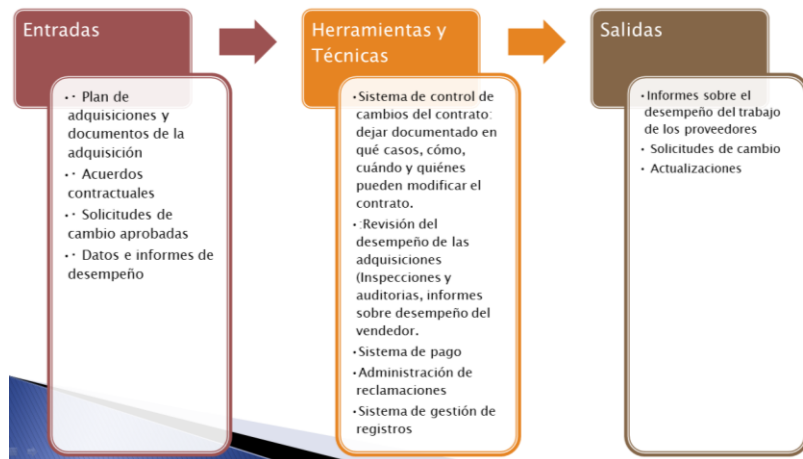 Entradas
·· Plan de
adquisiciones y
documentos de la
adquisición
·· Acuerdos
contractuales
·· Solicitudes de
cambio aprobadas
·· Datos e informes de
desempeño
Herramientas y
Técnicas
·Sistema de control de
cambios del contrato:
dejar documentado en
qué casos, cómo,
cuándo y quiénes
pueden modificar el
contrato.
·:Revisión del
desempeño de las
adquisiciones
(Inspecciones y
auditorias, informes
sobre desempeño del
vendedor.
·Sistema de pago
·Administración de
reclamaciones
·Sistema de gestión de
registros
Salidas
·Informes sobre el
desempeño del trabajo
de los proveedores
· Solicitudes de cambio
· Actualizaciones